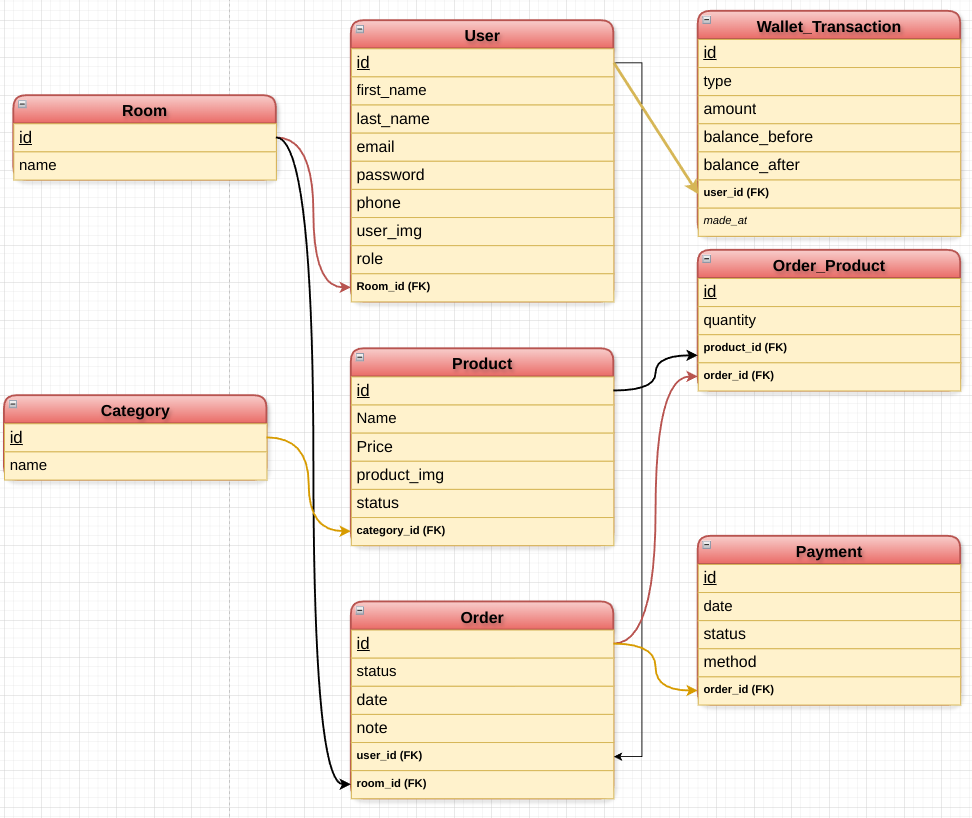 Room
id
name
Category
id
name
User
id
first_name
last_name
email
password
phone
user_img
role
Room_id (FK)
Product
id
Name
Price
product_img
status
category_id (FK)
Order
id
status
date
note
user_id (FK)
room_id (FK)
Wallet_Transaction
id
type
amount
balance_before
balance_after
user_id (FK)
made_at
Order_Product
id
quantity
product_id (FK)
order_id (FK)
Payment
id
date
status
method
order_id (FK)